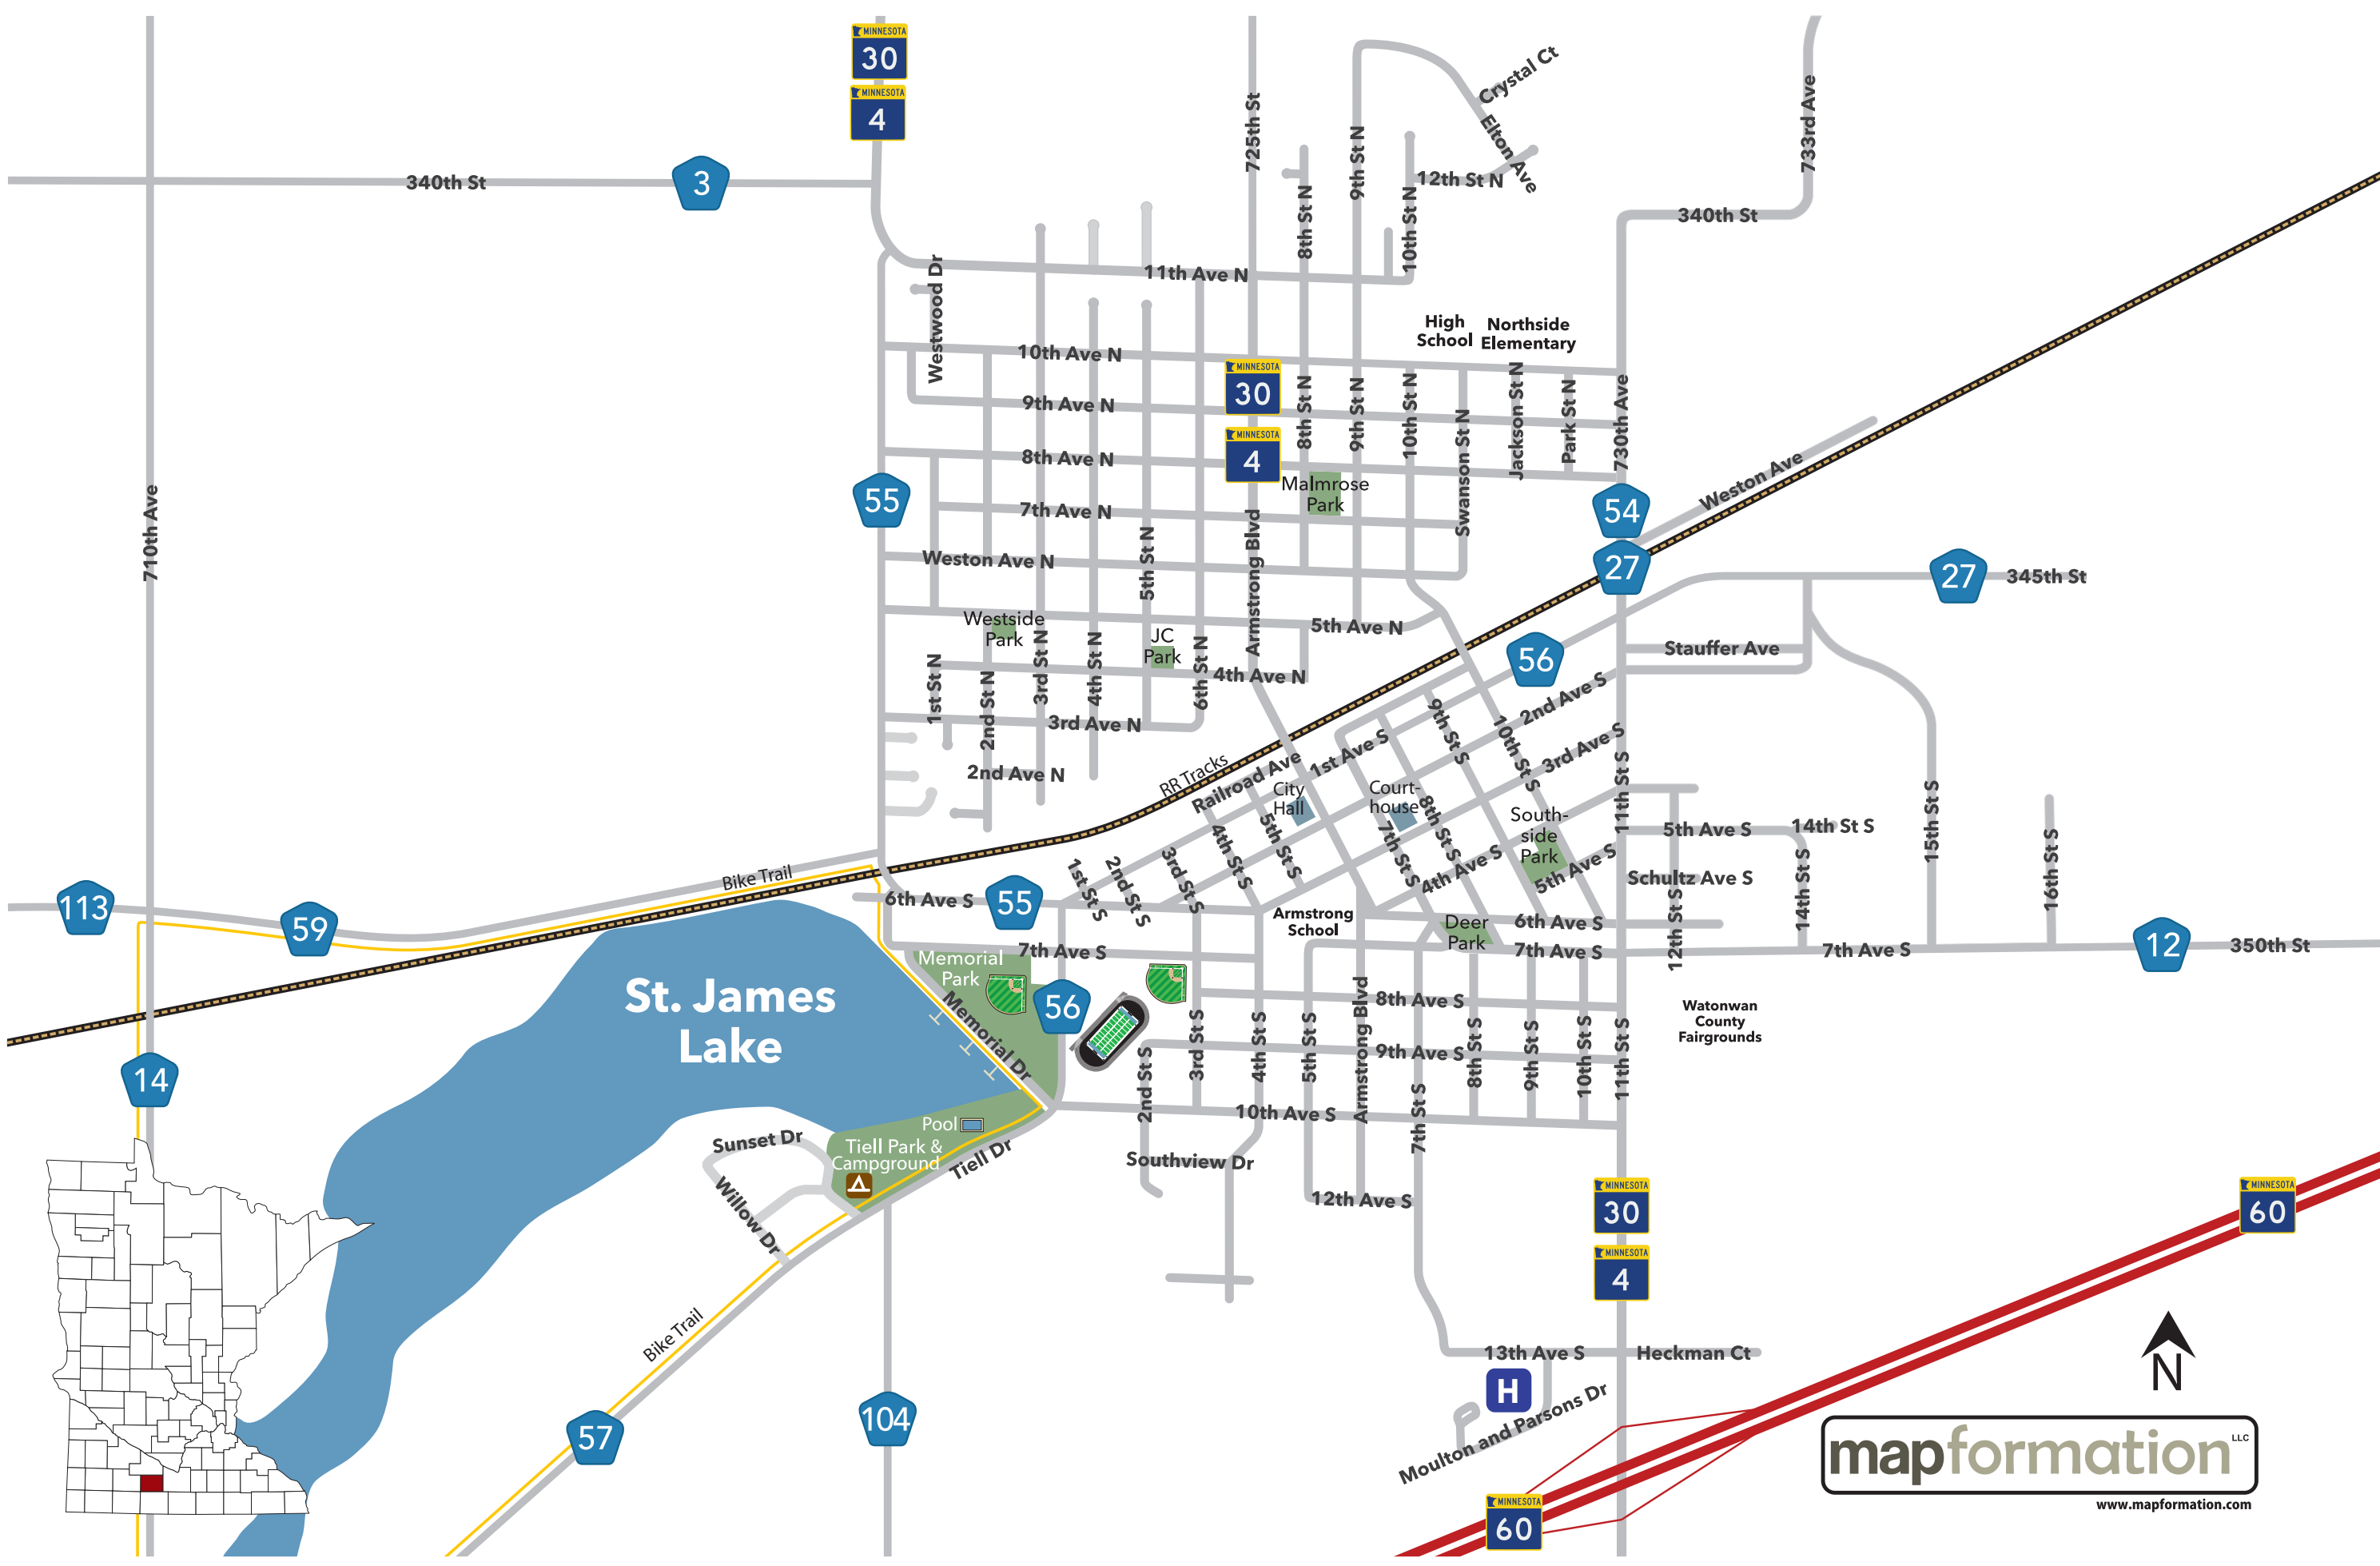 MINNESOTA
30
MINNESOTA
4
Crystal Ct
Elton Ave
725th St
9th St N
733rd Ave
340th St
3
12th St N
8th St N
10th St N
340th St
11th Ave N
Westwood Dr
High
School
Northside
Elementary
10th Ave N
MINNESOTA
30
8th St N
9th St N
10th St N
Swanson St N
Jackson St N
Park St N
730th Ave
9th Ave N
MINNESOTA
4
8th Ave N
Malmrose
Park
Weston Ave
55
54
7th Ave N
710th Ave
Armstrong Blvd
5th St N
Weston Ave N
27
27
345th St
Westside
Park
5th Ave N
JC
Park
56
Stauffer Ave
1st St N
2nd St N
3rd St N
4th St N
6th St N
4th Ave N
2nd Ave S
3rd Ave N
9th St S
10th St S
3rd Ave S
1st Ave S
2nd Ave N
RR Tracks
Railroad Ave
City
Hall
Court-
house
South-
side
Park
11th St S
5th Ave S
14th St S
15th St S
16th St S
4th St S
5th St S
7th St S
8th St S
4th Ave S
5th Ave S
Bike Trail
1st St S
2nd St S
3rd St S
Schultz Ave S
14th St S
12th St S
113
59
6th Ave S
55
Armstrong
School
Deer
Park
6th Ave S
7th Ave S
7th Ave S
7th Ave S
12
350th St
Memorial
Park
56
8th Ave S
Watonwan
County
Fairgrounds
St. James
Lake
Memorial Dr
2nd St S
3rd St S
4th St S
5th St S
Armstrong Blvd
9th Ave S
8th St S
9th St S
10th St S
11th St S
14
Pool
10th Ave S
7th St S
Sunset Dr
Tiell Park &
Campground
Tiell Dr
Southview Dr
Willow Dr
12th Ave S
MINNESOTA
30
MINNESOTA
60
MINNESOTA
4
Bike Trail
13th Ave S
Heckman Ct
N
H
Moulton and Parsons Dr
104
57
mapformation LLC
www.mapformation.com
MINNESOTA
60